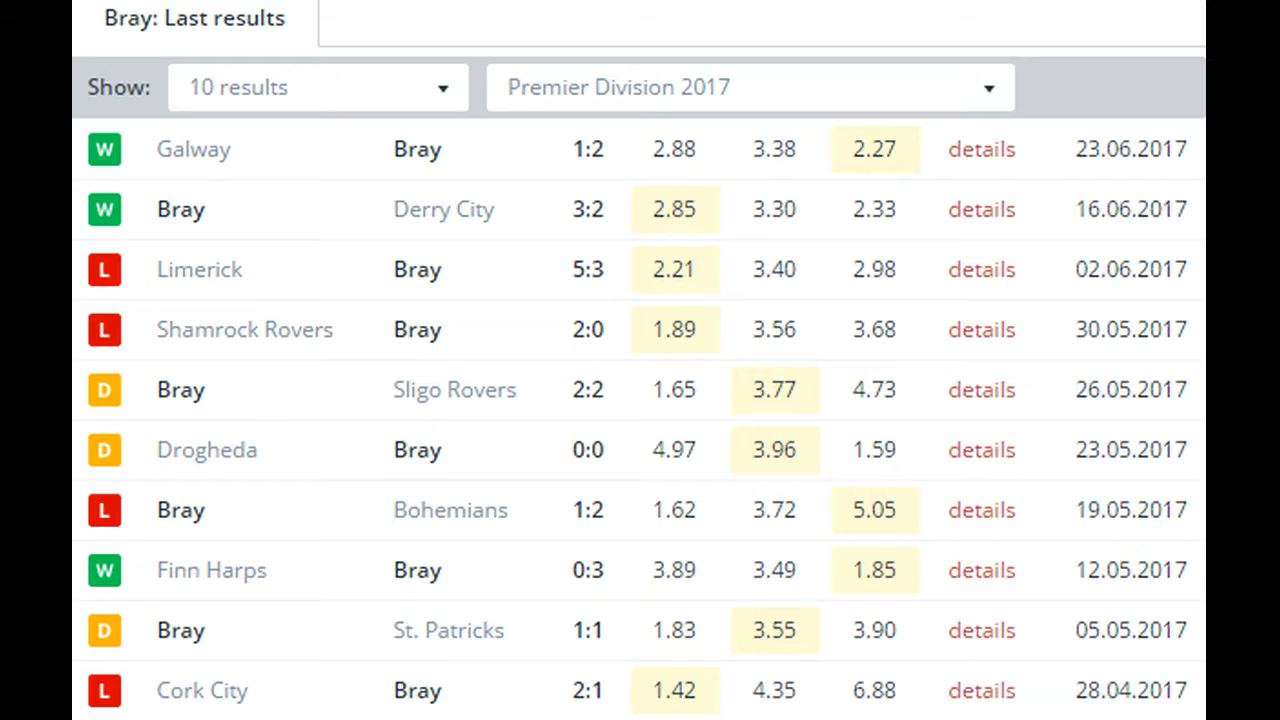 Bray: Last results
Show: 10 results Premier Division 2017
W Galway Bray 1:2 2.88 3.38 2.27 details 23.06.2017
W Bray Derry City 3:2 2.85 3.30 2.33 details 16.06.2017
L Limerick Bray 5:3 2.21 3.40 2.98 details 02.06.2017
L Shamrock Rovers Bray 2:0 1.89 3.56 3.68 details 30.05.2017
D Bray Sligo Rovers 2:2 1.65 3.77 4.73 details 26.05.2017
D Drogheda Bray 0:0 4.97 3.96 1.59 details 23.05.2017
L Bray Bohemians 1:2 1.62 3.72 5.05 details 19.05.2017
W Finn Harps Bray 0:3 3.89 3.49 1.85 details 12.05.2017
D Bray St. Patricks 1:1 1.83 3.55 3.90 details 05.05.2017
L Cork City Bray 2:1 1.42 4.35 6.88 details 28.04.2017